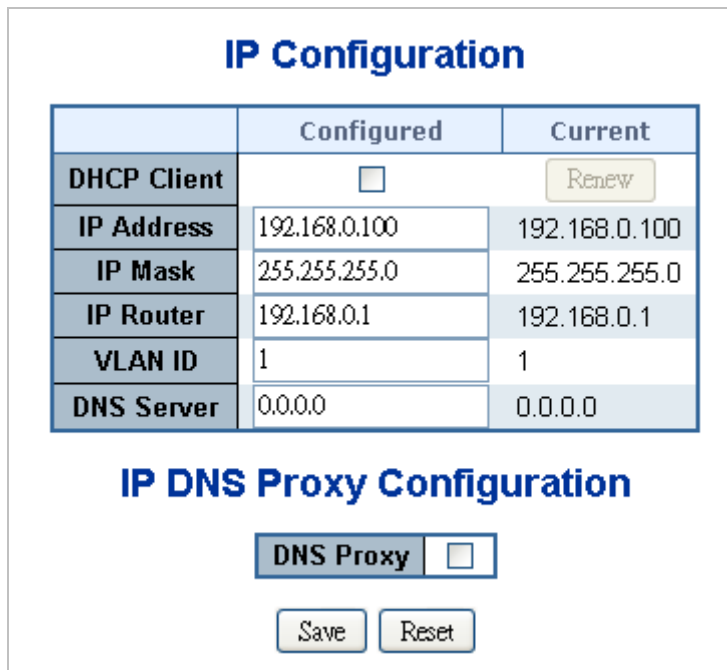 IP Configuration
Configured Current
DHCP Client Renew
IP Address 192.168.0.100 192.168.0.100
IP Mask 255.255.255.0 255.255.255.0
IP Router 192.168.0.1 192.168.0.1
VLAN ID 1 1
DNS Server 0.0.0.0 0.0.0.0
IP DNS Proxy Configuration
DNS Proxy
Save Reset